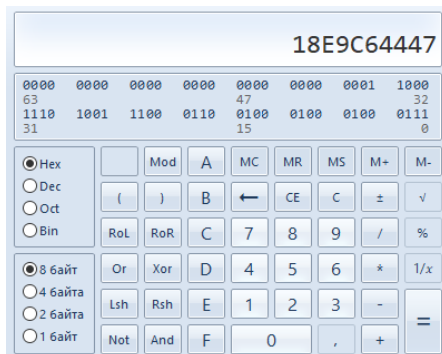 18E9C64447
0000 0000 0000 0000 0000 0000 0001 1000
63 47 32
1110 1001 1100 0110 0100 0100 0100 0111
31 15 0
Hex Mod A MC MR MS M+ M-
Dec
Oct ( ) B ← CE C ± √
Bin RoL RoR C 7 8 9 / %
8 байт Or Xor D 4 5 6 * 1/x
4 байта
2 байта Lsh Rsh E 1 2 3 - =
1 байт Not And F 0 , +